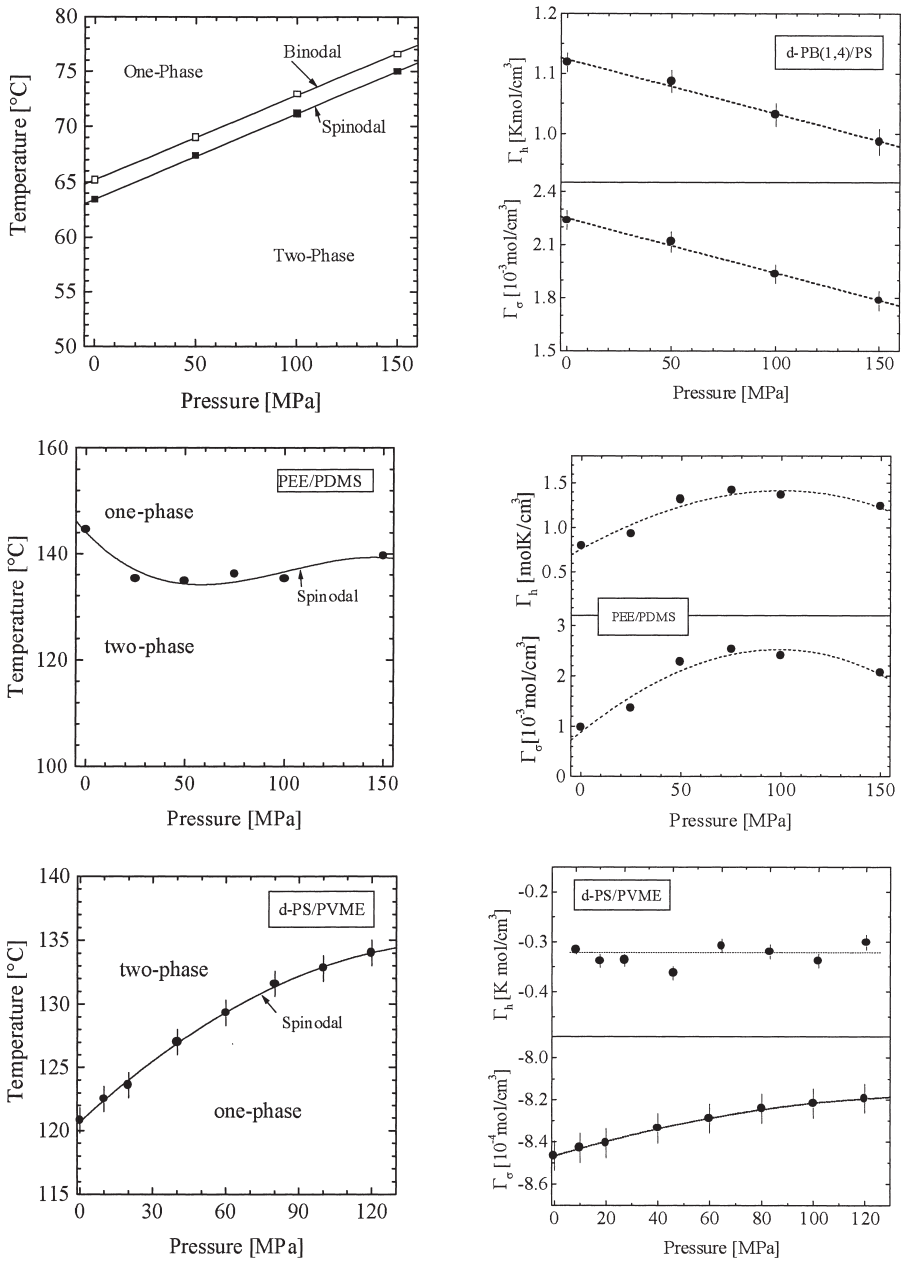 80
75
70
65
60
55
50
Temperature [°C]
One-Phase
Binodal
Spinodal
Two-Phase
0 50 100 150
Pressure [MPa]
1.2
1.1
1.0
Γh [Kmol/cm³]
d-PB(1,4)/PS
2.4
2.1
1.8
1.5
Γσ [10⁻³mol/cm³]
0 50 100 150
Pressure [MPa]
160
140
120
100
Temperature [°C]
PEE/PDMS
one-phase
Spinodal
two-phase
0 50 100 150
Pressure [MPa]
1.5
1.0
0.5
Γh [molK/cm³]
PEE/PDMS
3
2
1
0
Γσ[10⁻³mol/cm³]
0 50 100 150
Pressure [MPa]
140
135
130
125
120
115
Temperature [°C]
d-PS/PVME
two-phase
Spinodal
one-phase
0 30 60 90 120
Pressure [MPa]
-0.2
-0.3
-0.4
Γh [K mol/cm³]
d-PS/PVME
-8.0
-8.2
-8.4
-8.6
Γσ [10⁻⁴mol/cm³]
0 20 40 60 80 100 120
Pressure [MPa]